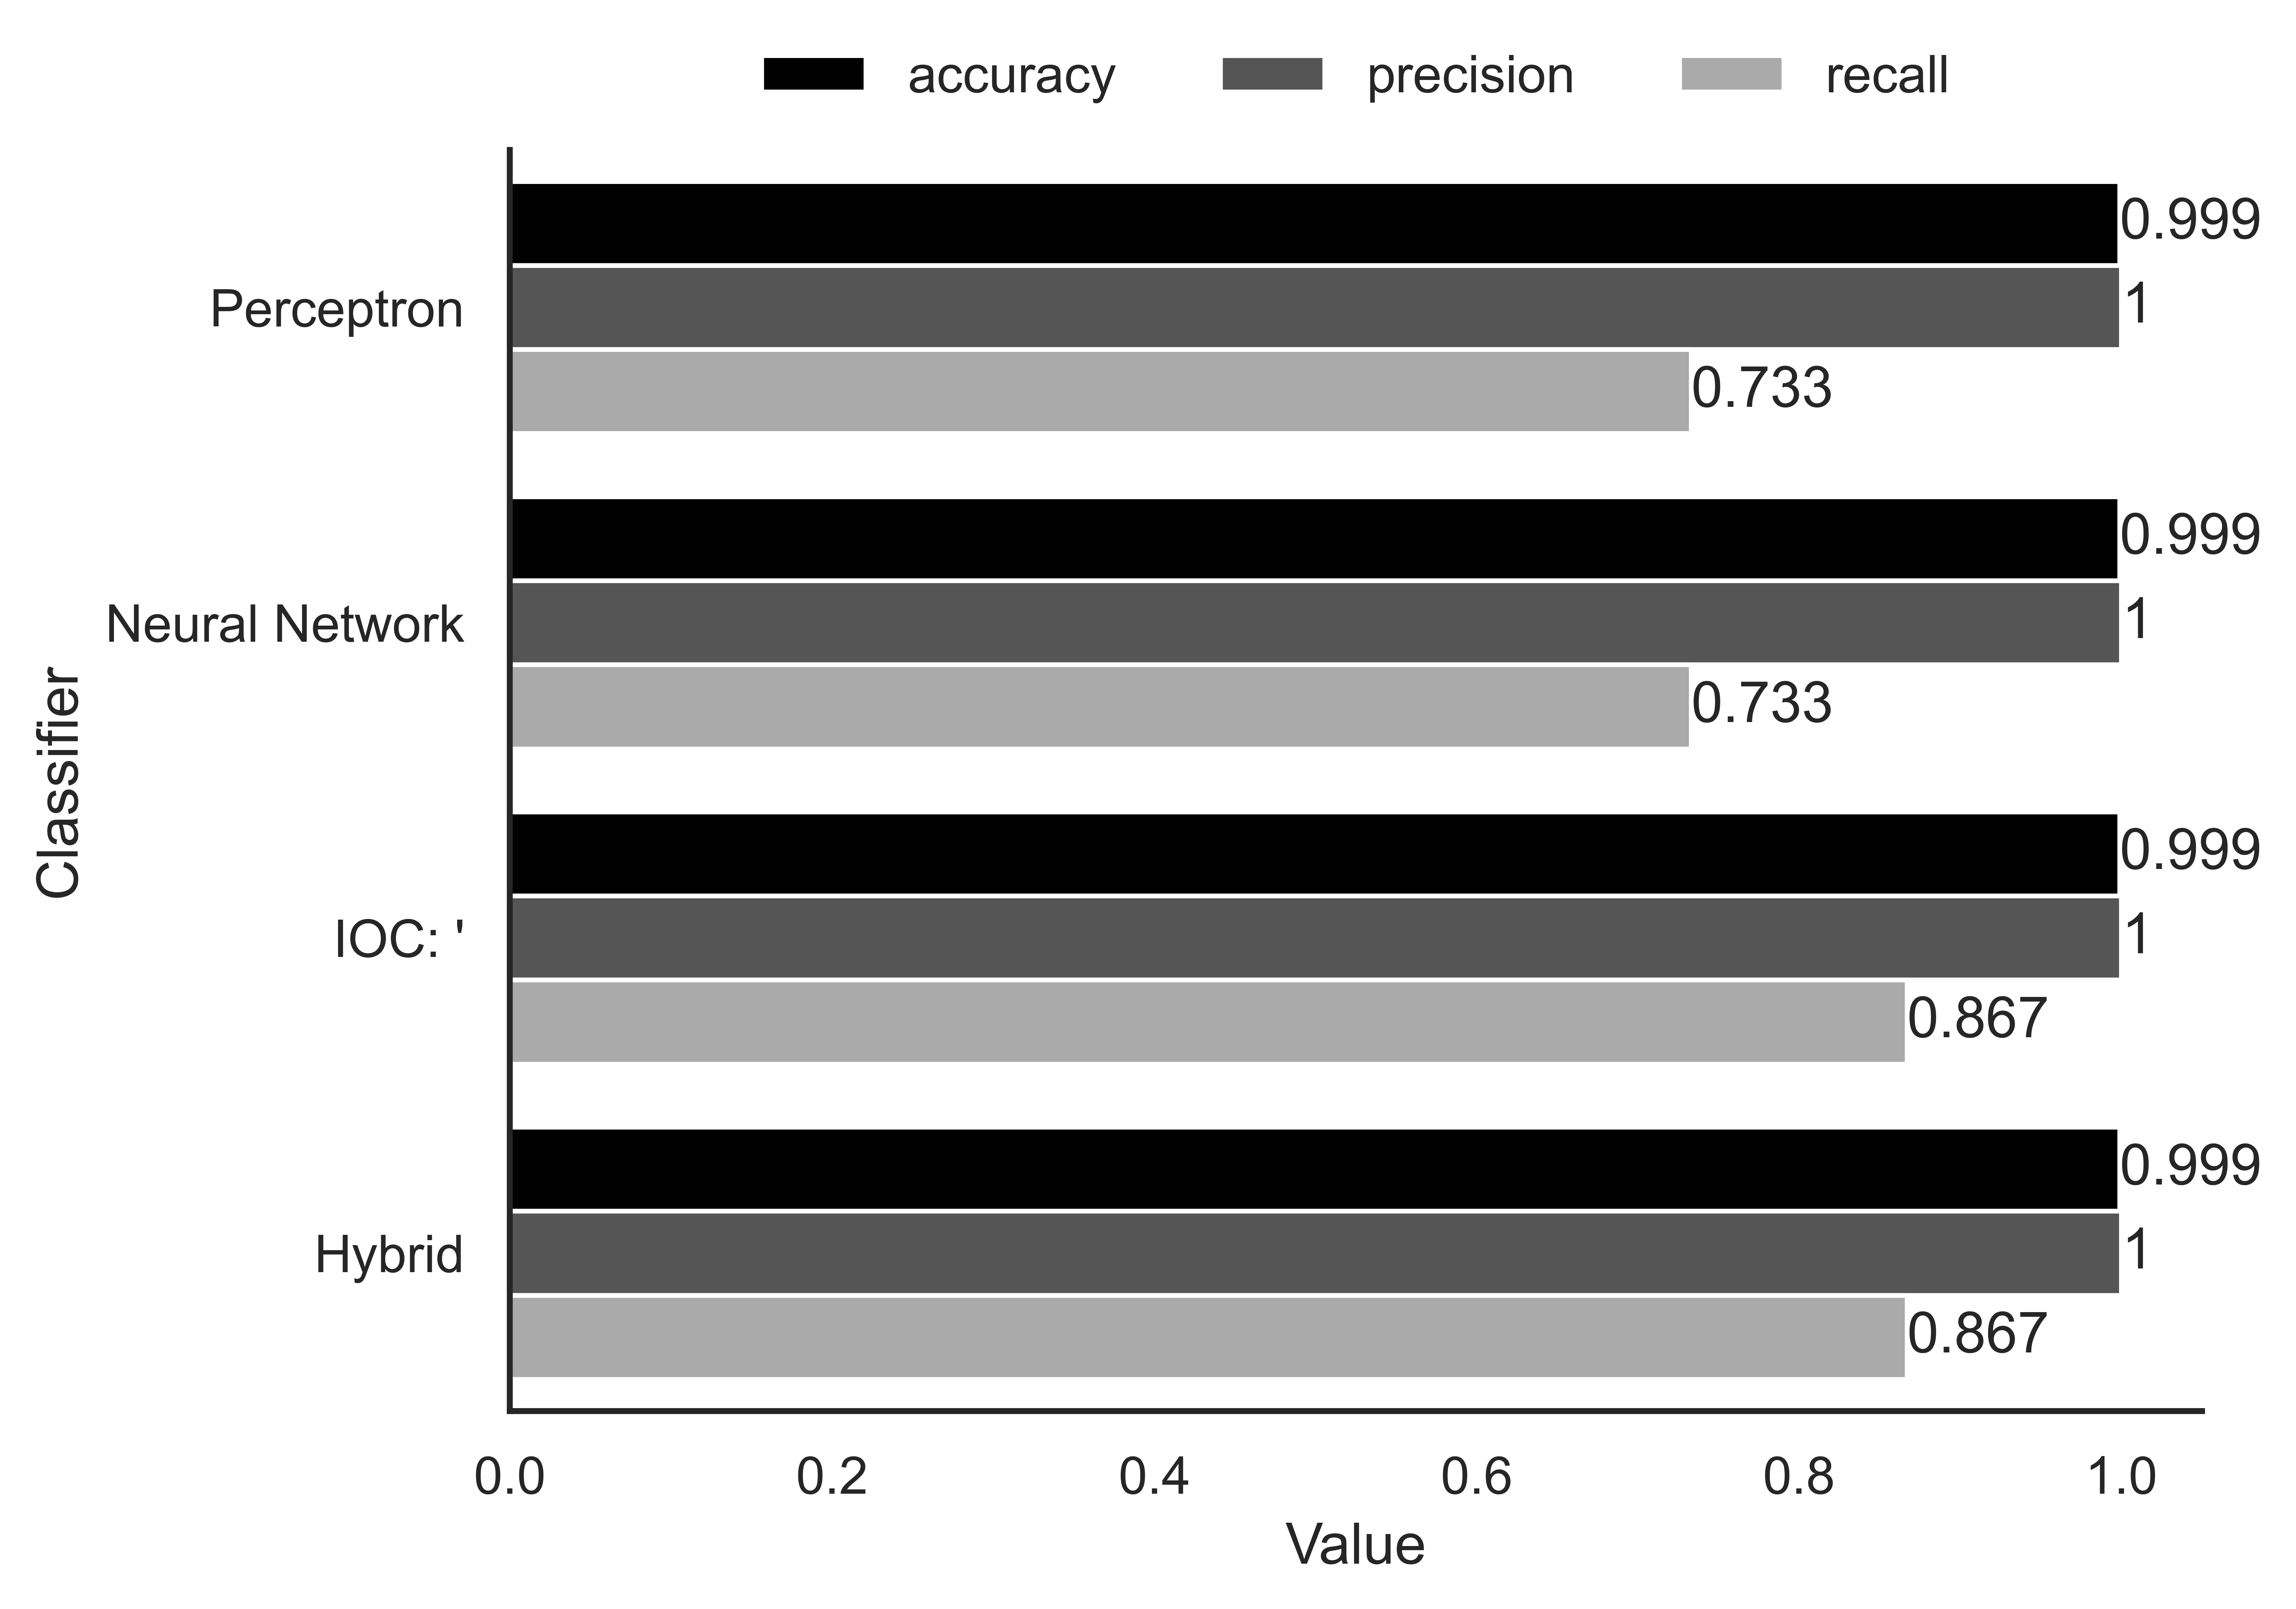 accuracy precision recall
Perceptron
0.999
1
0.733
Neural Network
0.999
1
0.733
IOC: '
0.999
1
0.867
Hybrid
0.999
1
0.867
Classifier
0.0 0.2 0.4 0.6 0.8 1.0
Value